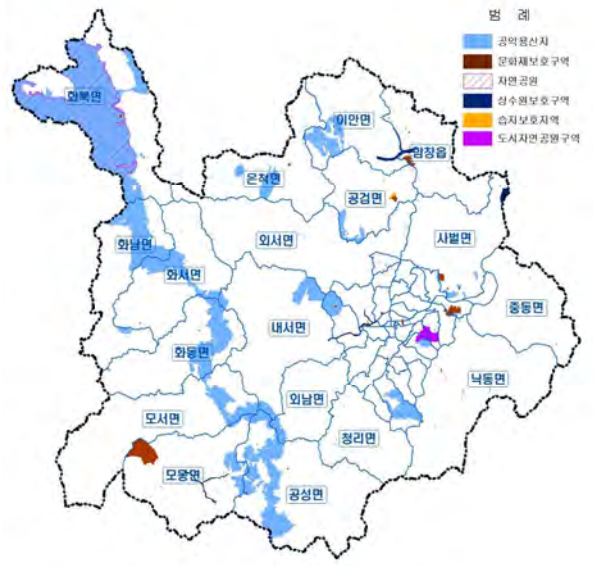 범 례
공익용산지
문화재보호구역
자연공원
상수원보호구역
습지보호지역
도시자연공원구역
화북면
이안면
함창읍
은척면
공검면
화남면
외서면
사벌면
화서면
중동면
내서면
화동면
낙동면
외남면
모서면
청리면
모동면
공성면